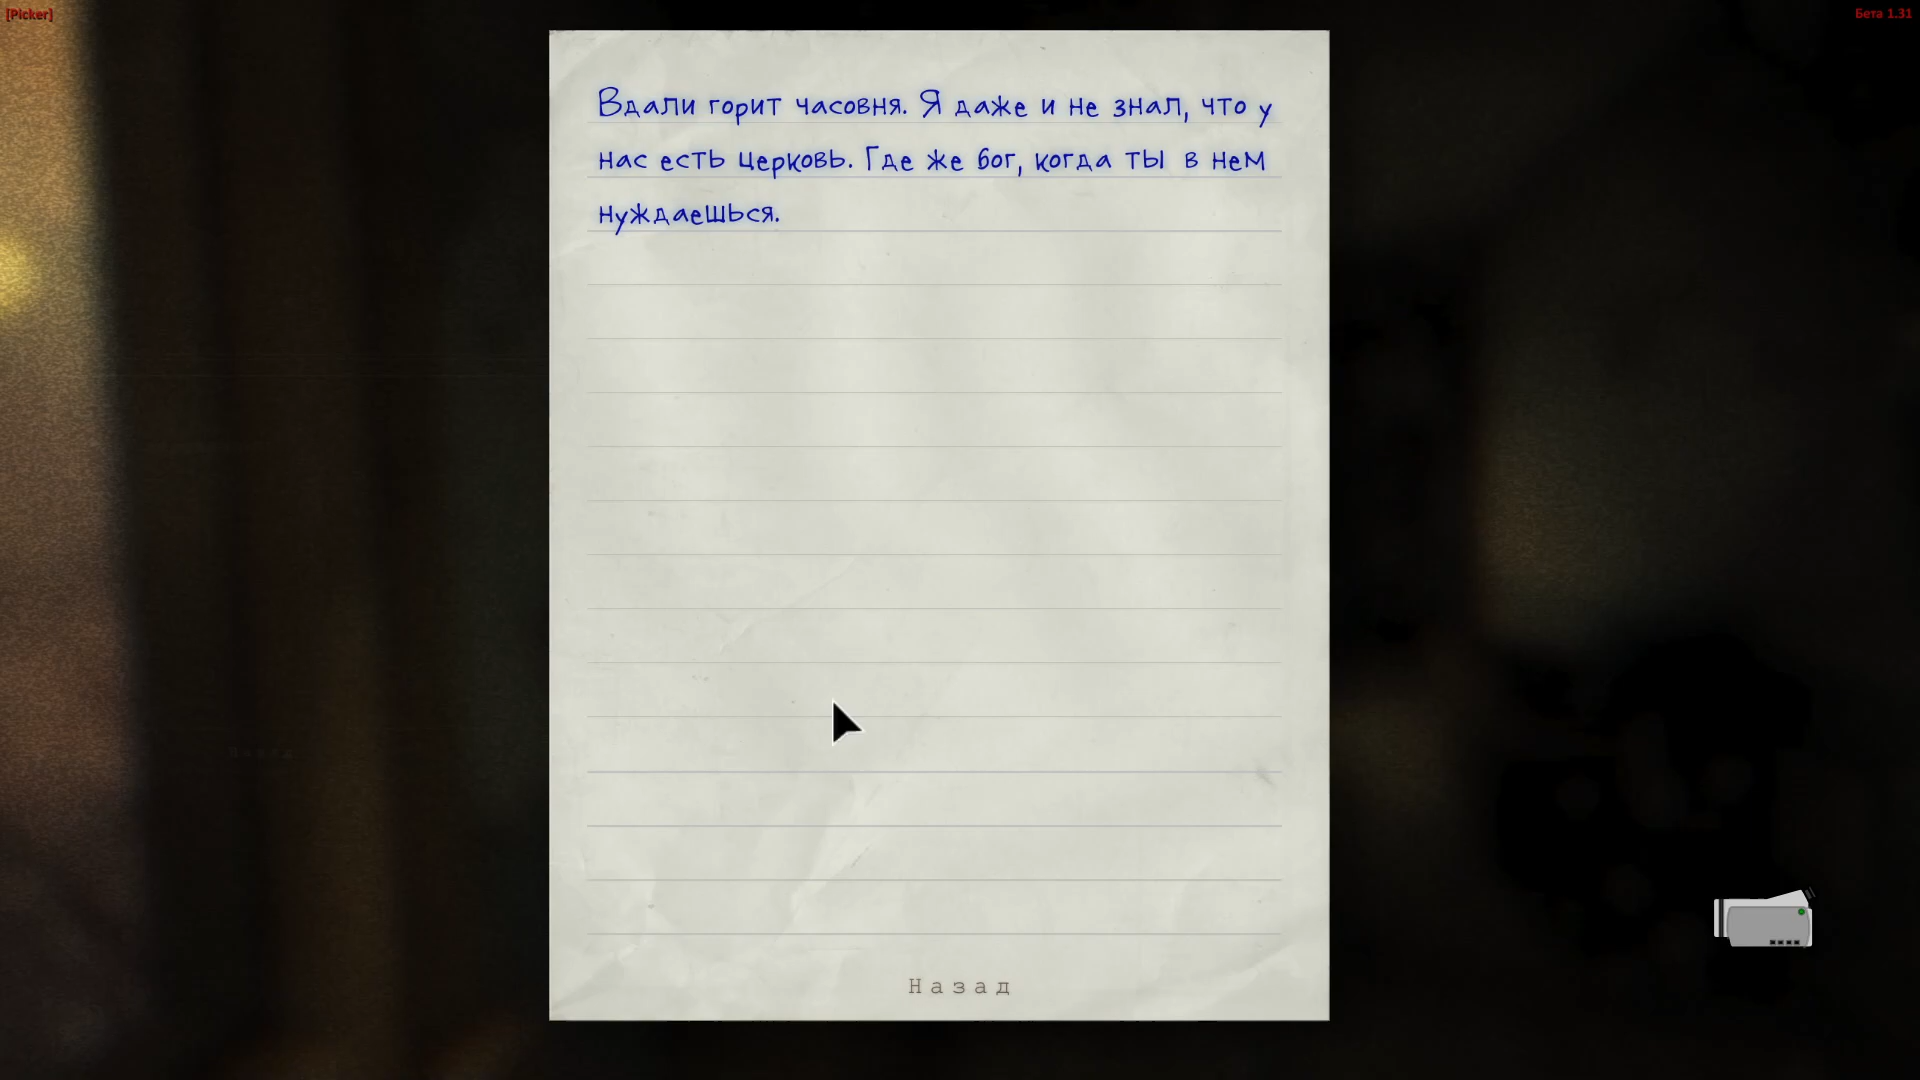 [Picker]
Бета 1.31
Вдали горит часовня. Я даже и не знал, что у
нас есть церковь. Где же бог, когда ты в нем
нуждаешься.
Назад